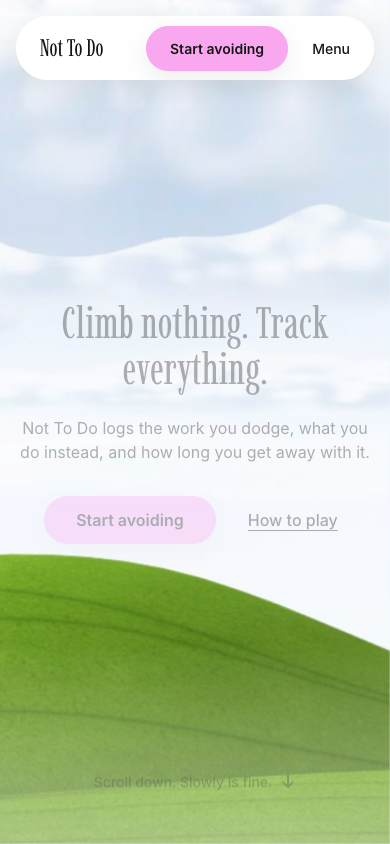 Not To Do
Start avoiding
Menu
Climb nothing. Track
everything.
Not To Do logs the work you dodge, what you
do instead, and how long you get away with it.
Start avoiding
How to play
Scroll down. Slowly is fine.